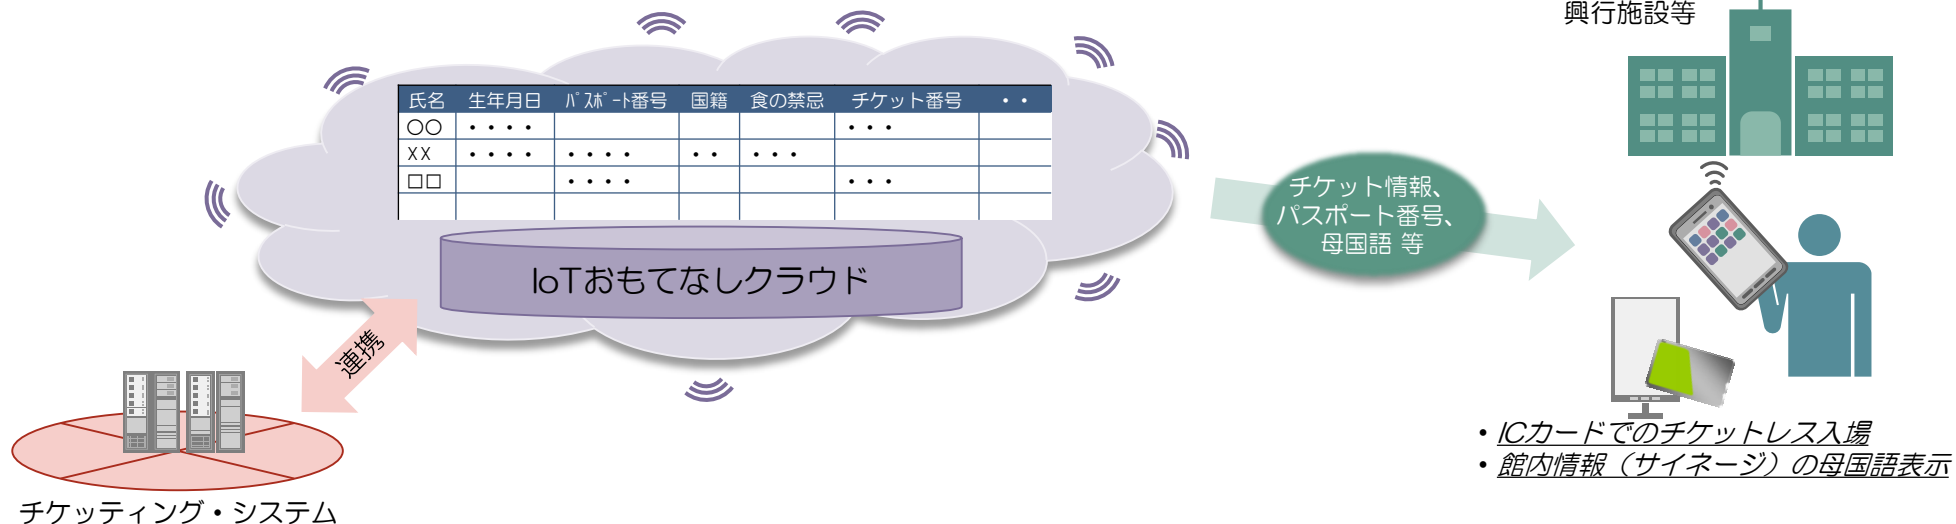 興行施設等
氏名 生年月日 ﾊﾟｽﾎﾟｰﾄ番号 国籍 食の禁忌 チケット番号 ・・
○○ ・・・・ ・・・
XX ・・・・ ・・・・ ・・ ・・・
□□ ・・・・ ・・・
チケット情報、
パスポート番号、
母国語 等
IoTおもてなしクラウド
連携
・ICカードでのチケットレス入場
・館内情報（サイネージ）の母国語表示
チケッティング・システム